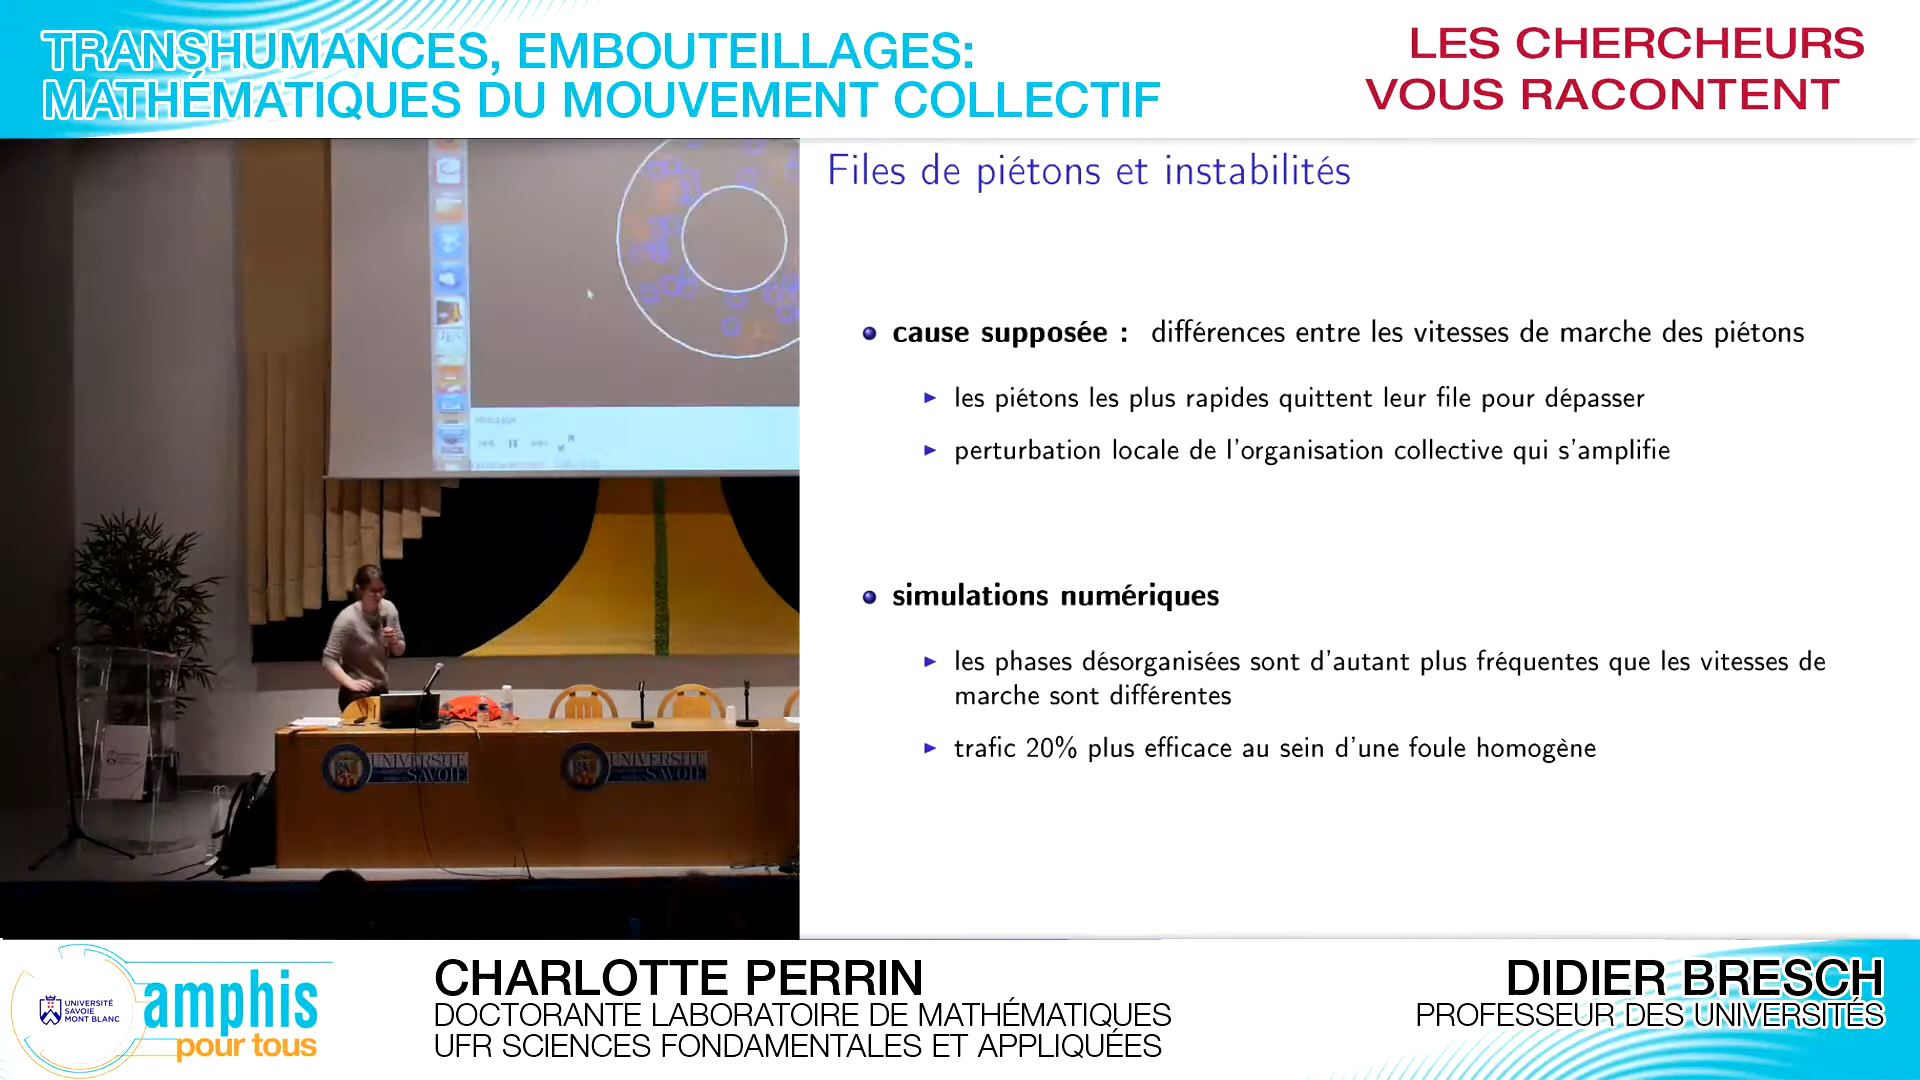 TRANSHUMANCES, EMBOUTEILLAGES:
MATHÉMATIQUES DU MOUVEMENT COLLECTIF
LES CHERCHEURS
VOUS RACONTENT
Files de piétons et instabilités
cause supposée : différences entre les vitesses de marche des piétons
les piétons les plus rapides quittent leur file pour dépasser
perturbation locale de l'organisation collective qui s'amplifie
simulations numériques
les phases désorganisées sont d'autant plus fréquentes que les vitesses de
marche sont différentes
trafic 20% plus efficace au sein d'une foule homogène
UNIVERSITE
SAVOIE
UNIVERSITE
SAVOIE
UNIVERSITÉ
SAVOIE
MONT BLANC
amphis
pour tous
CHARLOTTE PERRIN
DOCTORANTE LABORATOIRE DE MATHÉMATIQUES
UFR SCIENCES FONDAMENTALES ET APPLIQUÉES
DIDIER BRESCH
PROFESSEUR DES UNIVERSITÉS